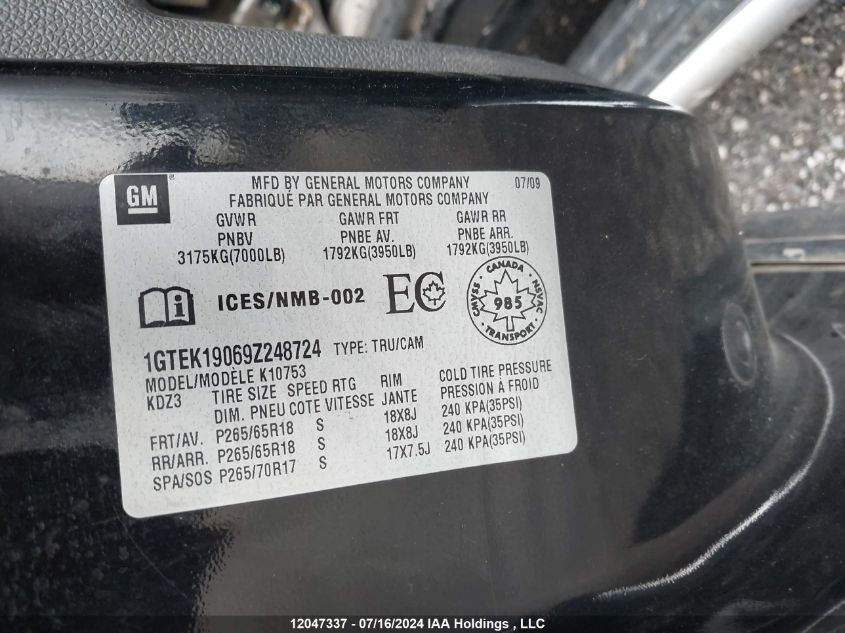 GM
MFD BY GENERAL MOTORS COMPANY 07/09
FABRIQUÉ PAR GENERAL MOTORS COMPANY
GVWR GAWR FRT GAWR RR
PNBV PNBE AV. PNBE ARR.
3175KG(7000LB) 1792KG(3950LB) 1792KG(3950LB)
ICES/NMB-002 EC
CANADA
CMVSS 985 NSVAC
TRANSPORT
1GTEK19069Z248724 TYPE: TRU/CAM
MODEL/MODÈLE K10753
KDZ3 TIRE SIZE SPEED RTG RIM COLD TIRE PRESSURE
DIM. PNEU COTE VITESSE JANTE PRESSION À FROID
FRT/AV. P265/65R18 S 18X8J 240 KPA(35PSI)
RR/ARR. P265/65R18 S 18X8J 240 KPA(35PSI)
SPA/SOS P265/70R17 S 17X7.5J 240 KPA(35PSI)
12047337 - 07/16/2024 IAA Holdings , LLC